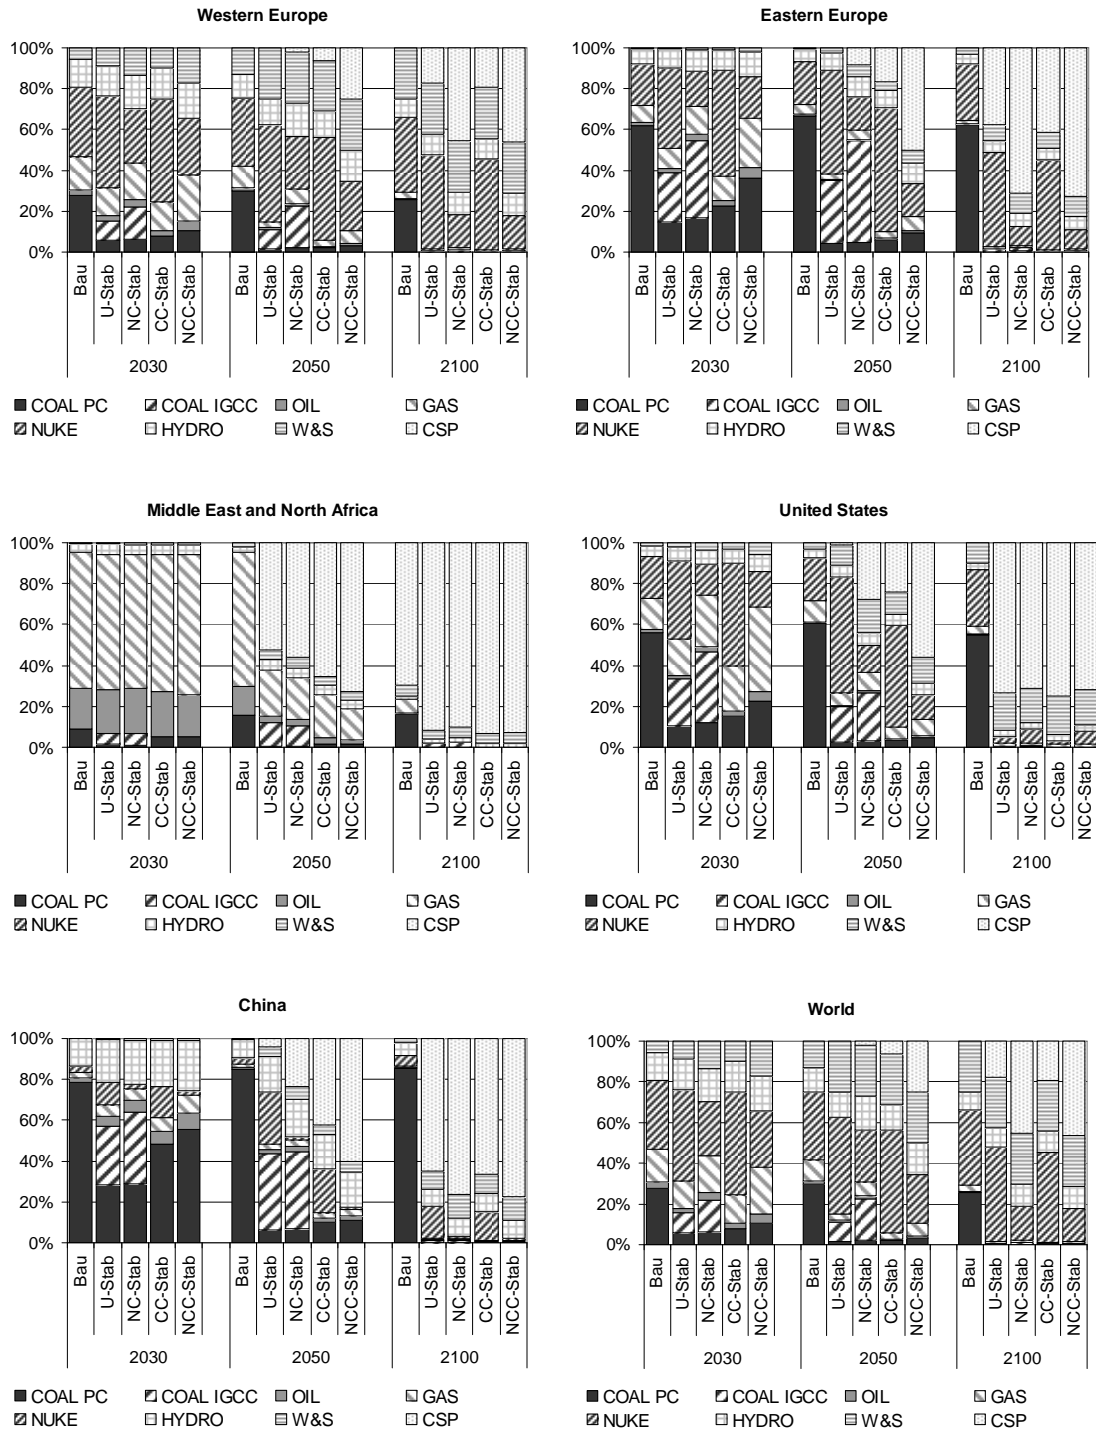 Western Europe
100%
80%
60%
40%
20%
0%
Bau
U-Stab
NC-Stab
CC-Stab
NCC-Stab
Bau
U-Stab
NC-Stab
CC-Stab
NCC-Stab
Bau
U-Stab
NC-Stab
CC-Stab
NCC-Stab
2030 2050 2100
COAL PC COAL IGCC OIL GAS
NUKE HYDRO W&S CSP
Eastern Europe
100%
80%
60%
40%
20%
0%
Bau
U-Stab
NC-Stab
CC-Stab
NCC-Stab
Bau
U-Stab
NC-Stab
CC-Stab
NCC-Stab
Bau
U-Stab
NC-Stab
CC-Stab
NCC-Stab
2030 2050 2100
COAL PC COAL IGCC OIL GAS
NUKE HYDRO W&S CSP
Middle East and North Africa
100%
80%
60%
40%
20%
0%
Bau
U-Stab
NC-Stab
CC-Stab
NCC-Stab
Bau
U-Stab
NC-Stab
CC-Stab
NCC-Stab
Bau
U-Stab
NC-Stab
CC-Stab
NCC-Stab
2030 2050 2100
COAL PC COAL IGCC OIL GAS
NUKE HYDRO W&S CSP
United States
100%
80%
60%
40%
20%
0%
Bau
U-Stab
NC-Stab
CC-Stab
NCC-Stab
Bau
U-Stab
NC-Stab
CC-Stab
NCC-Stab
Bau
U-Stab
NC-Stab
CC-Stab
NCC-Stab
2030 2050 2100
COAL PC COAL IGCC OIL GAS
NUKE HYDRO W&S CSP
China
100%
80%
60%
40%
20%
0%
Bau
U-Stab
NC-Stab
CC-Stab
NCC-Stab
Bau
U-Stab
NC-Stab
CC-Stab
NCC-Stab
Bau
U-Stab
NC-Stab
CC-Stab
NCC-Stab
2030 2050 2100
COAL PC COAL IGCC OIL GAS
NUKE HYDRO W&S CSP
World
100%
80%
60%
40%
20%
0%
Bau
U-Stab
NC-Stab
CC-Stab
NCC-Stab
Bau
U-Stab
NC-Stab
CC-Stab
NCC-Stab
Bau
U-Stab
NC-Stab
CC-Stab
NCC-Stab
2030 2050 2100
COAL PC COAL IGCC OIL GAS
NUKE HYDRO W&S CSP